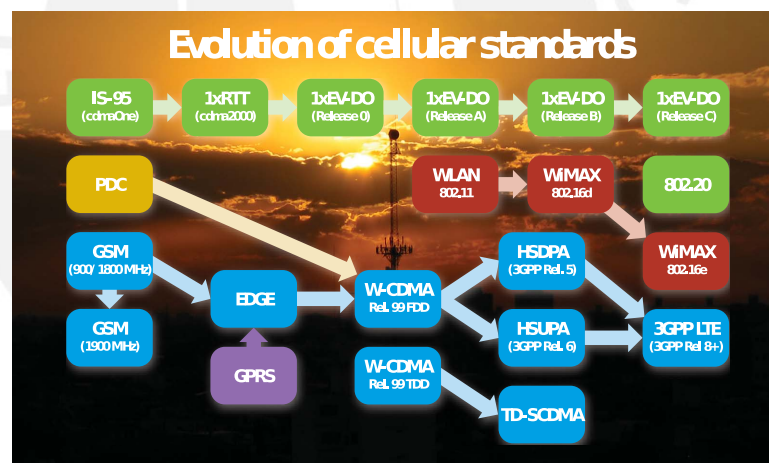 Evolution of cellular standards
IS-95
(cdmaOne)
1xRTT
(cdma2000)
1xEV-DO
(Release 0)
1xEV-DO
(Release A)
1xEV-DO
(Release B)
1xEV-DO
(Release C)
PDC
WLAN
802.11
WiMAX
802.16d
802.20
GSM
(900/ 1800 MHz)
EDGE
W-CDMA
Rel. 99 FDD
HSDPA
(3GPP Rel. 5)
WiMAX
802.16e
GSM
(1900 MHz)
HSUPA
(3GPP Rel. 6)
3GPP LTE
(3GPP Rel 8+)
GPRS
W-CDMA
Rel. 99 TDD
TD-SCDMA